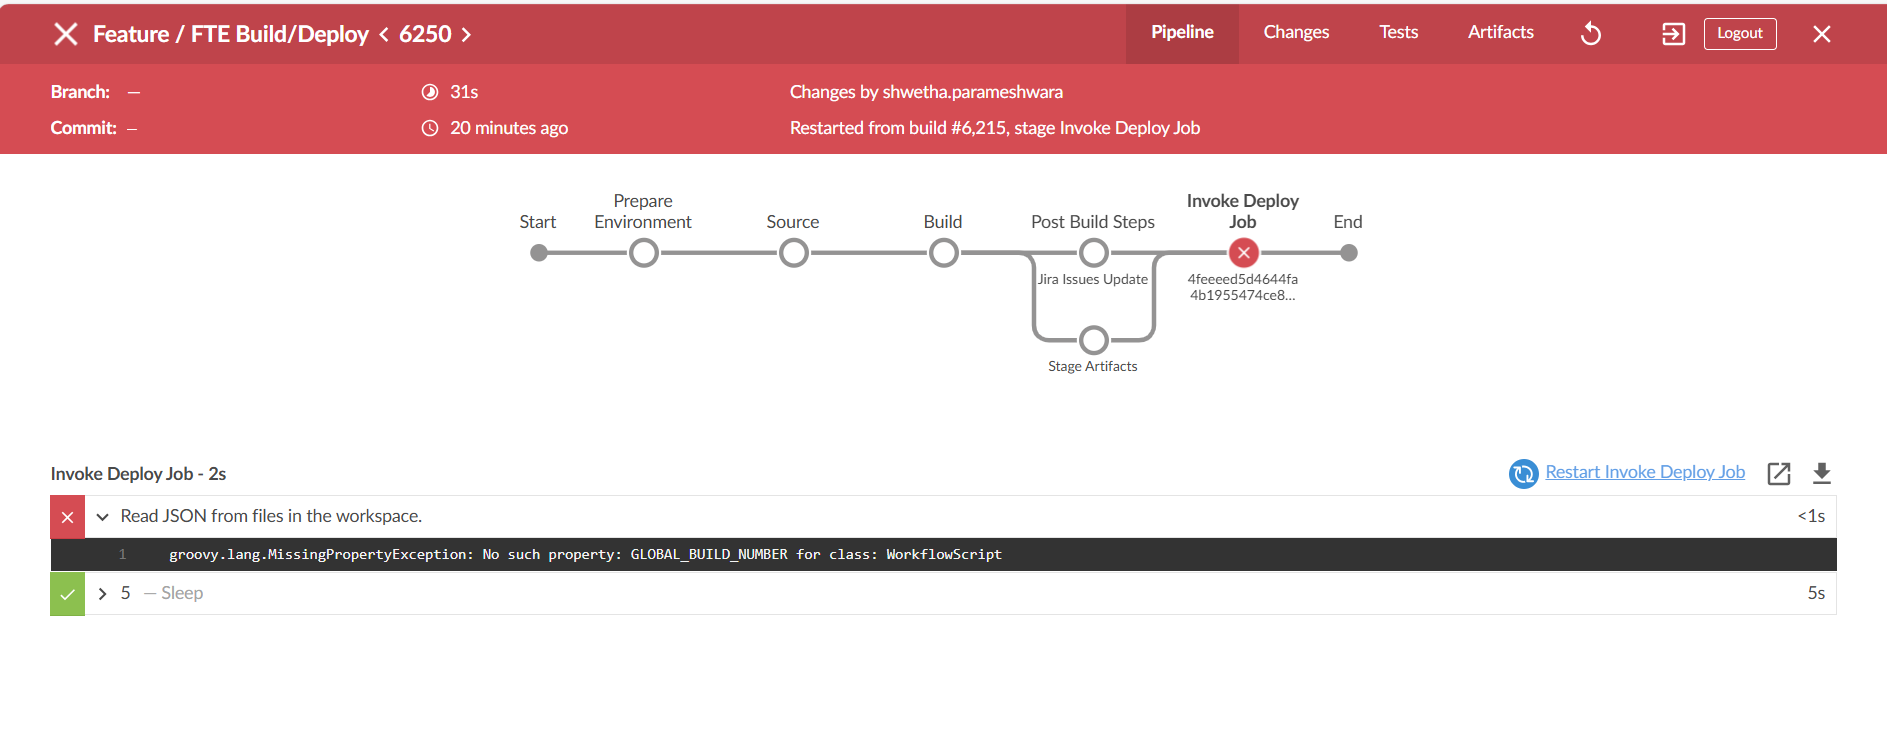 Feature / FTE Build/Deploy < 6250 >
Pipeline
Changes
Tests
Artifacts
Logout
Branch: —
31s
Changes by shwetha.parameshwara
Commit: —
20 minutes ago
Restarted from build #6,215, stage Invoke Deploy Job
Start
Prepare
Environment
Source
Build
Post Build Steps
Invoke Deploy
Job
End
Jira Issues Update
4feeeed5d4644fa
4b1955474ce8...
Stage Artifacts
Invoke Deploy Job - 2s
Restart Invoke Deploy Job
Read JSON from files in the workspace.
<1s
1 groovy.lang.MissingPropertyException: No such property: GLOBAL_BUILD_NUMBER for class: WorkflowScript
5 — Sleep
5s